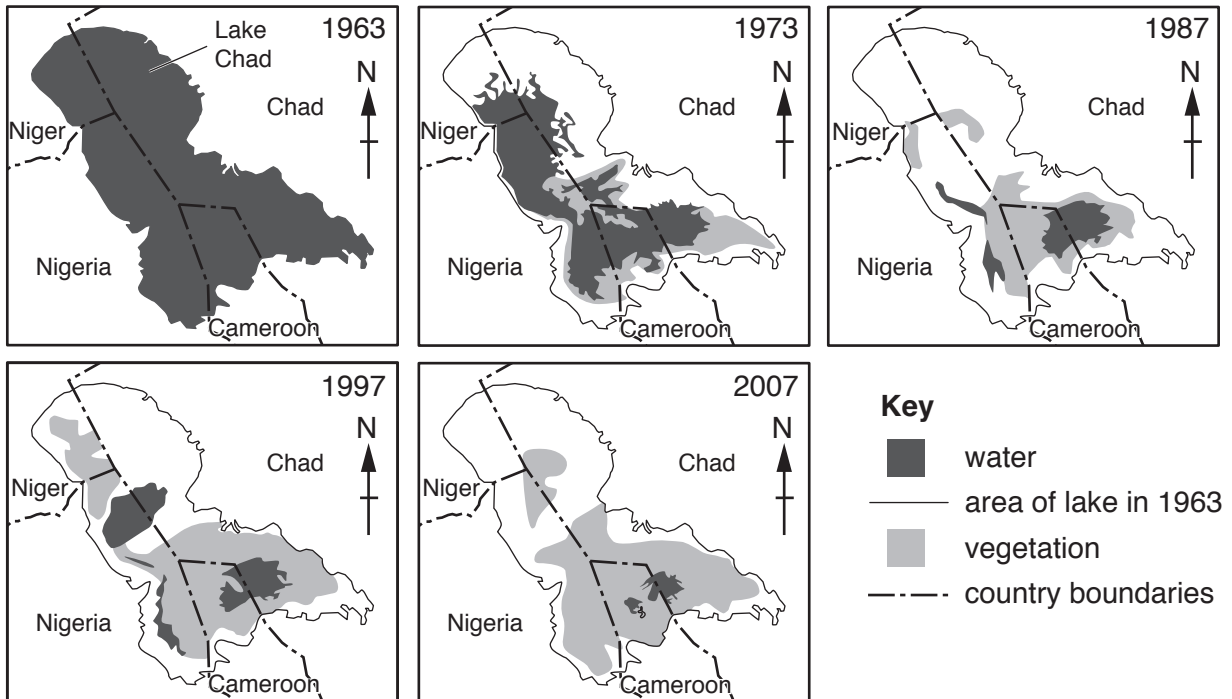 1963
Lake
Chad
N
Chad
Niger
Nigeria
Cameroon
1973
N
Chad
Niger
Nigeria
Cameroon
1987
N
Chad
Niger
Nigeria
Cameroon
1997
N
Chad
Niger
Nigeria
Cameroon
2007
N
Chad
Niger
Nigeria
Cameroon
Key
water
area of lake in 1963
vegetation
country boundaries